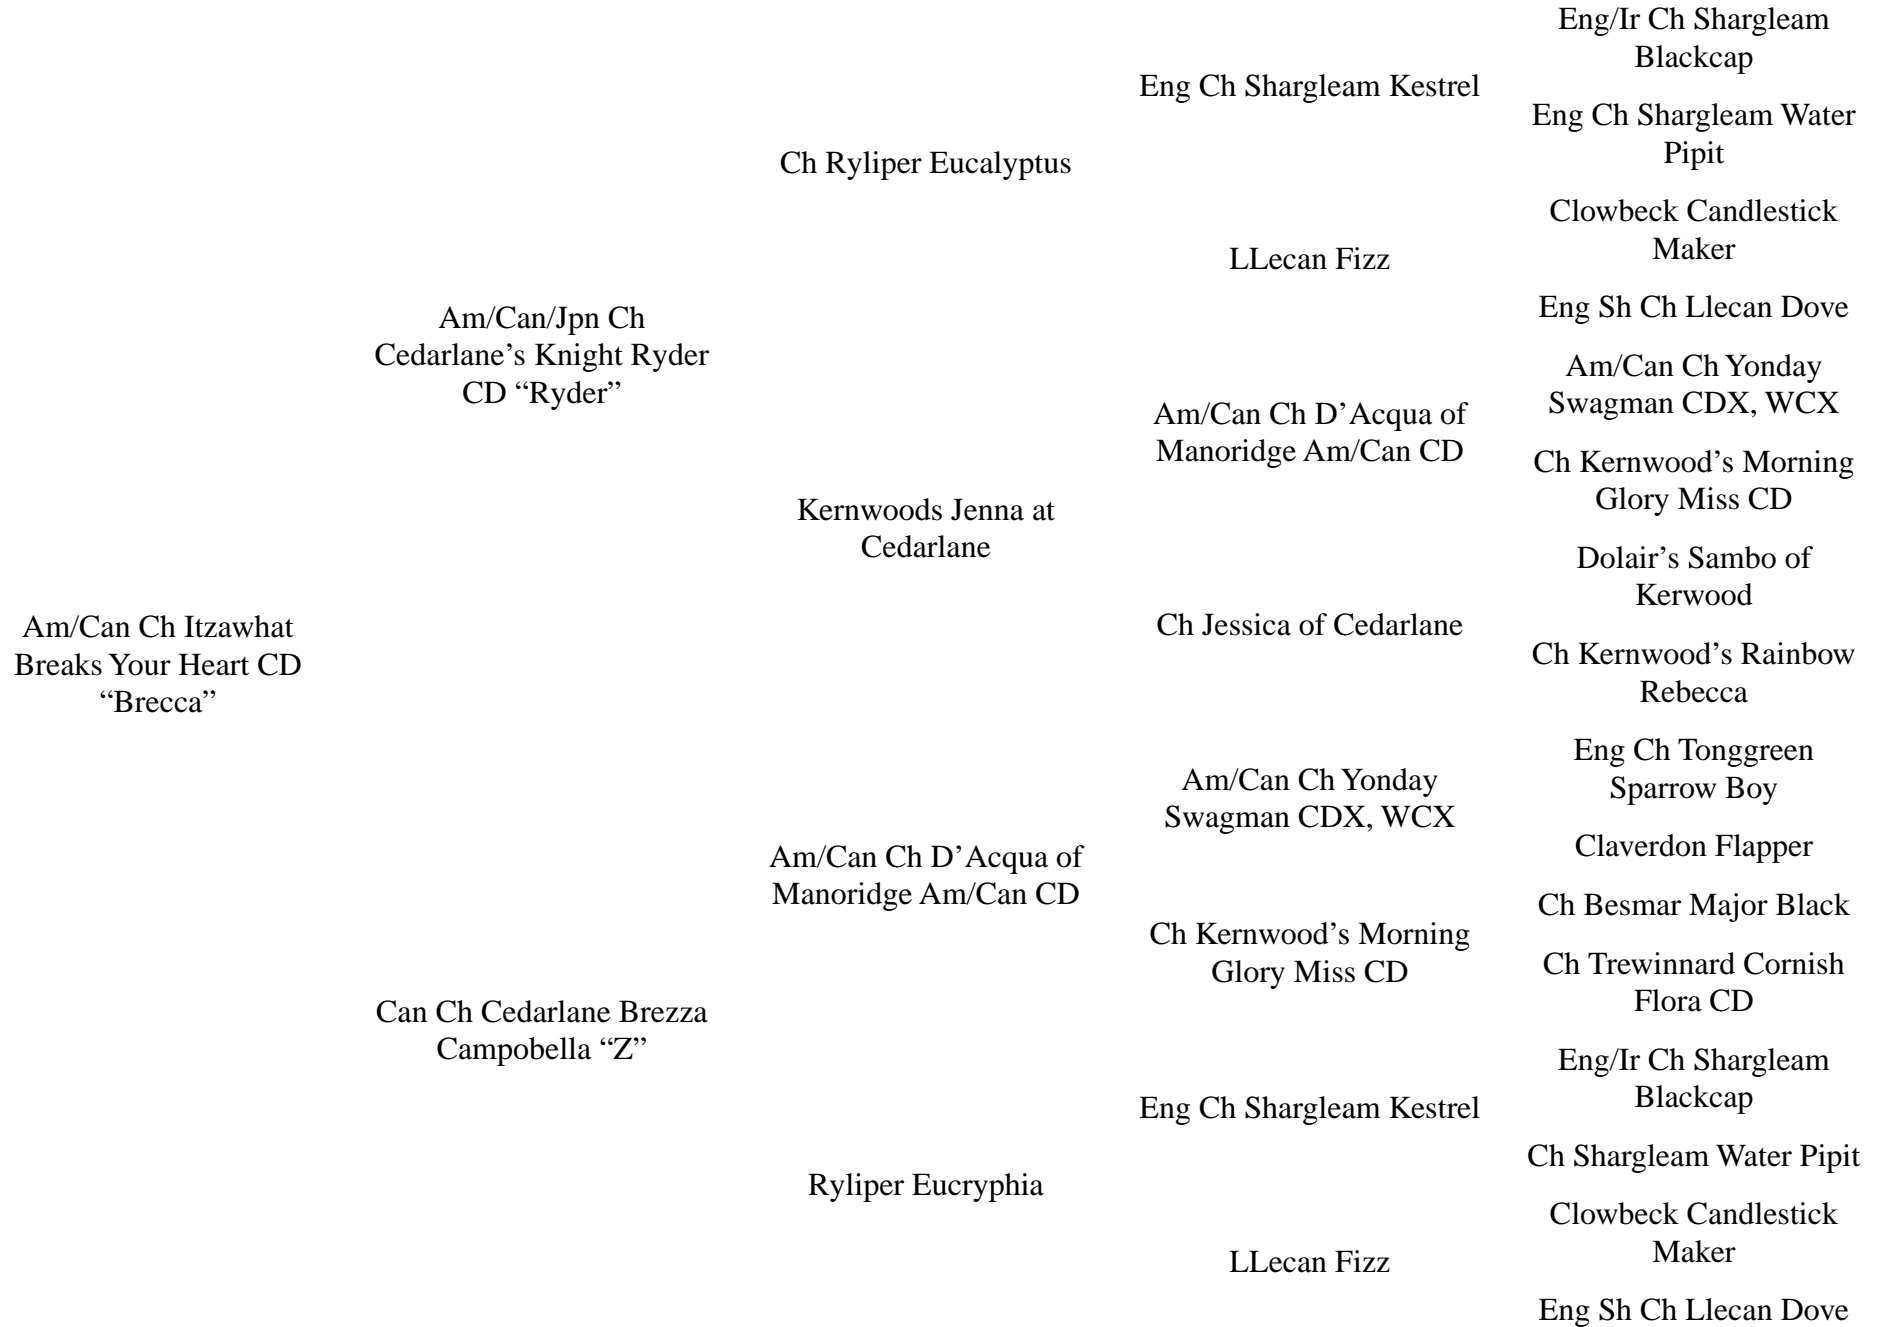 Eng/Ir Ch Shargleam
Blackcap
Eng Ch Shargleam Kestrel
Eng Ch Shargleam Water
Pipit
Ch Ryliper Eucalyptus
Clowbeck Candlestick
Maker
LLecan Fizz
Eng Sh Ch Llecan Dove
Am/Can/Jpn Ch
Cedarlane’s Knight Ryder
CD “Ryder”
Am/Can Ch Yonday
Swagman CDX, WCX
Am/Can Ch D’Acqua of
Manoridge Am/Can CD
Ch Kernwood’s Morning
Glory Miss CD
Kernwoods Jenna at
Cedarlane
Dolair’s Sambo of
Kerwood
Ch Jessica of Cedarlane
Ch Kernwood’s Rainbow
Rebecca
Am/Can Ch Itzawhat
Breaks Your Heart CD
“Brecca”
Eng Ch Tonggreen
Sparrow Boy
Am/Can Ch Yonday
Swagman CDX, WCX
Claverdon Flapper
Am/Can Ch D’Acqua of
Manoridge Am/Can CD
Ch Besmar Major Black
Ch Kernwood’s Morning
Glory Miss CD
Ch Trewinnard Cornish
Flora CD
Can Ch Cedarlane Brezza
Campobella “Z”
Eng/Ir Ch Shargleam
Blackcap
Eng Ch Shargleam Kestrel
Ch Shargleam Water Pipit
Ryliper Eucryphia
Clowbeck Candlestick
Maker
LLecan Fizz
Eng Sh Ch Llecan Dove